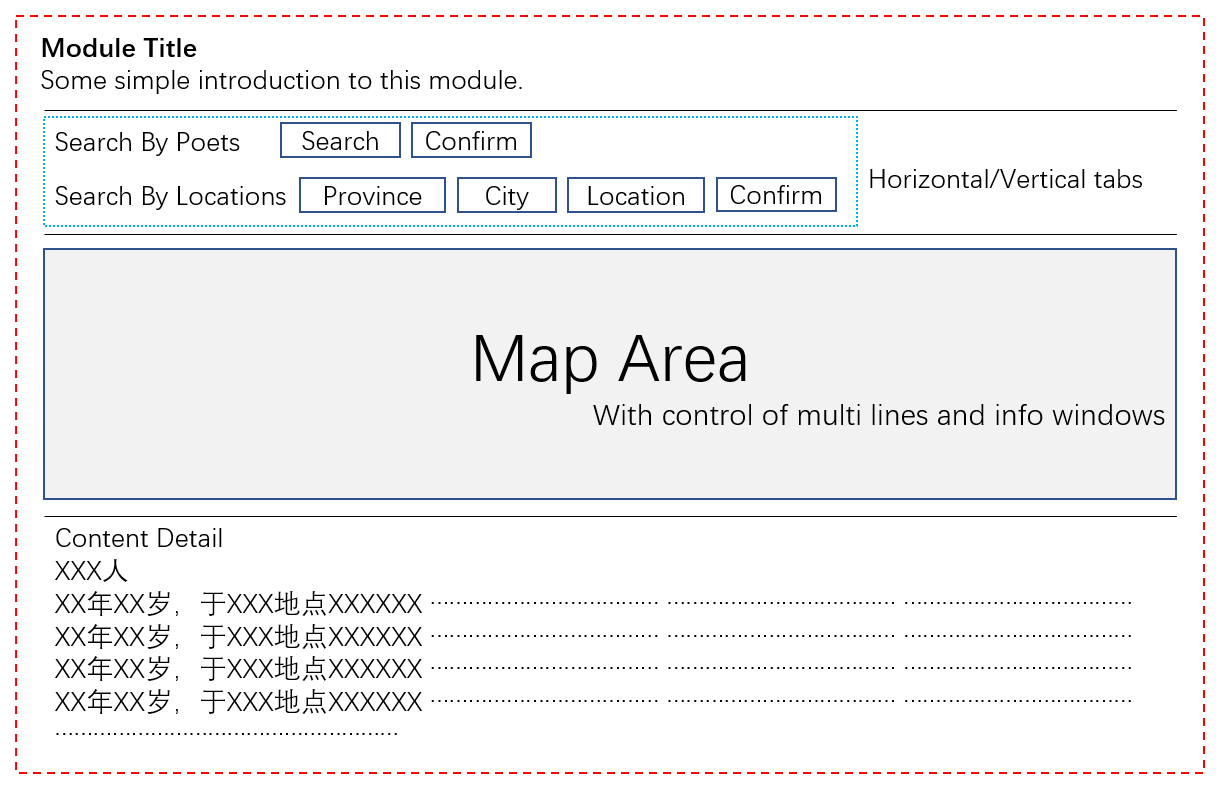 Module Title
Some simple introduction to this module.
Search By Poets Search Confirm
Search By Locations Province City Location Confirm
Horizontal/Vertical tabs
Map Area
With control of multi lines and info windows
Content Detail
XXX人
XX年XX岁，于XXX地点XXXXXX ………………………………… ………………………………… …………………………………
XX年XX岁，于XXX地点XXXXXX ………………………………… ………………………………… …………………………………
XX年XX岁，于XXX地点XXXXXX ………………………………… ………………………………… …………………………………
XX年XX岁，于XXX地点XXXXXX ………………………………… ………………………………… …………………………………
………………………………………………